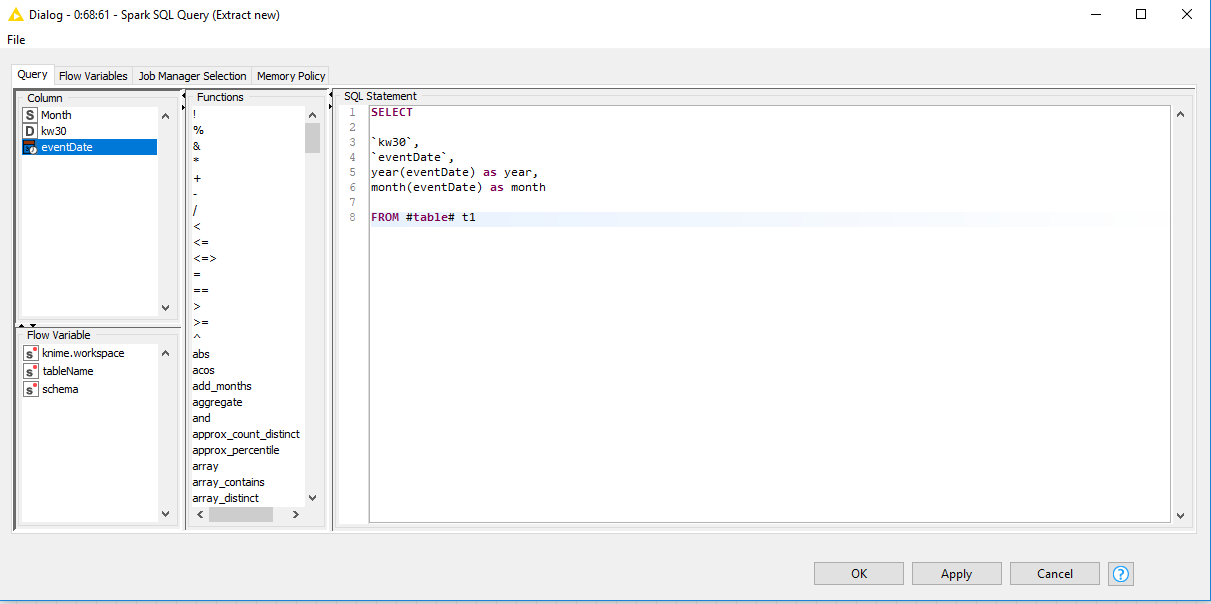 Dialog - 0:68:61 - Spark SQL Query (Extract new)
File
Query Flow Variables Job Manager Selection Memory Policy
Column
S Month
D kw30
eventDate
Flow Variable
s knime.workspace
s tableName
s schema
Functions
!
%
&
*
+
-
/
<
<=
<=>
=
==
>
>=
^
abs
acos
add_months
aggregate
and
approx_count_distinct
approx_percentile
array
array_contains
array_distinct
SQL Statement
1 SELECT
2
3 `kw30`,
4 `eventDate`,
5 year(eventDate) as year,
6 month(eventDate) as month
7
8 FROM #table# t1
OK Apply Cancel ?